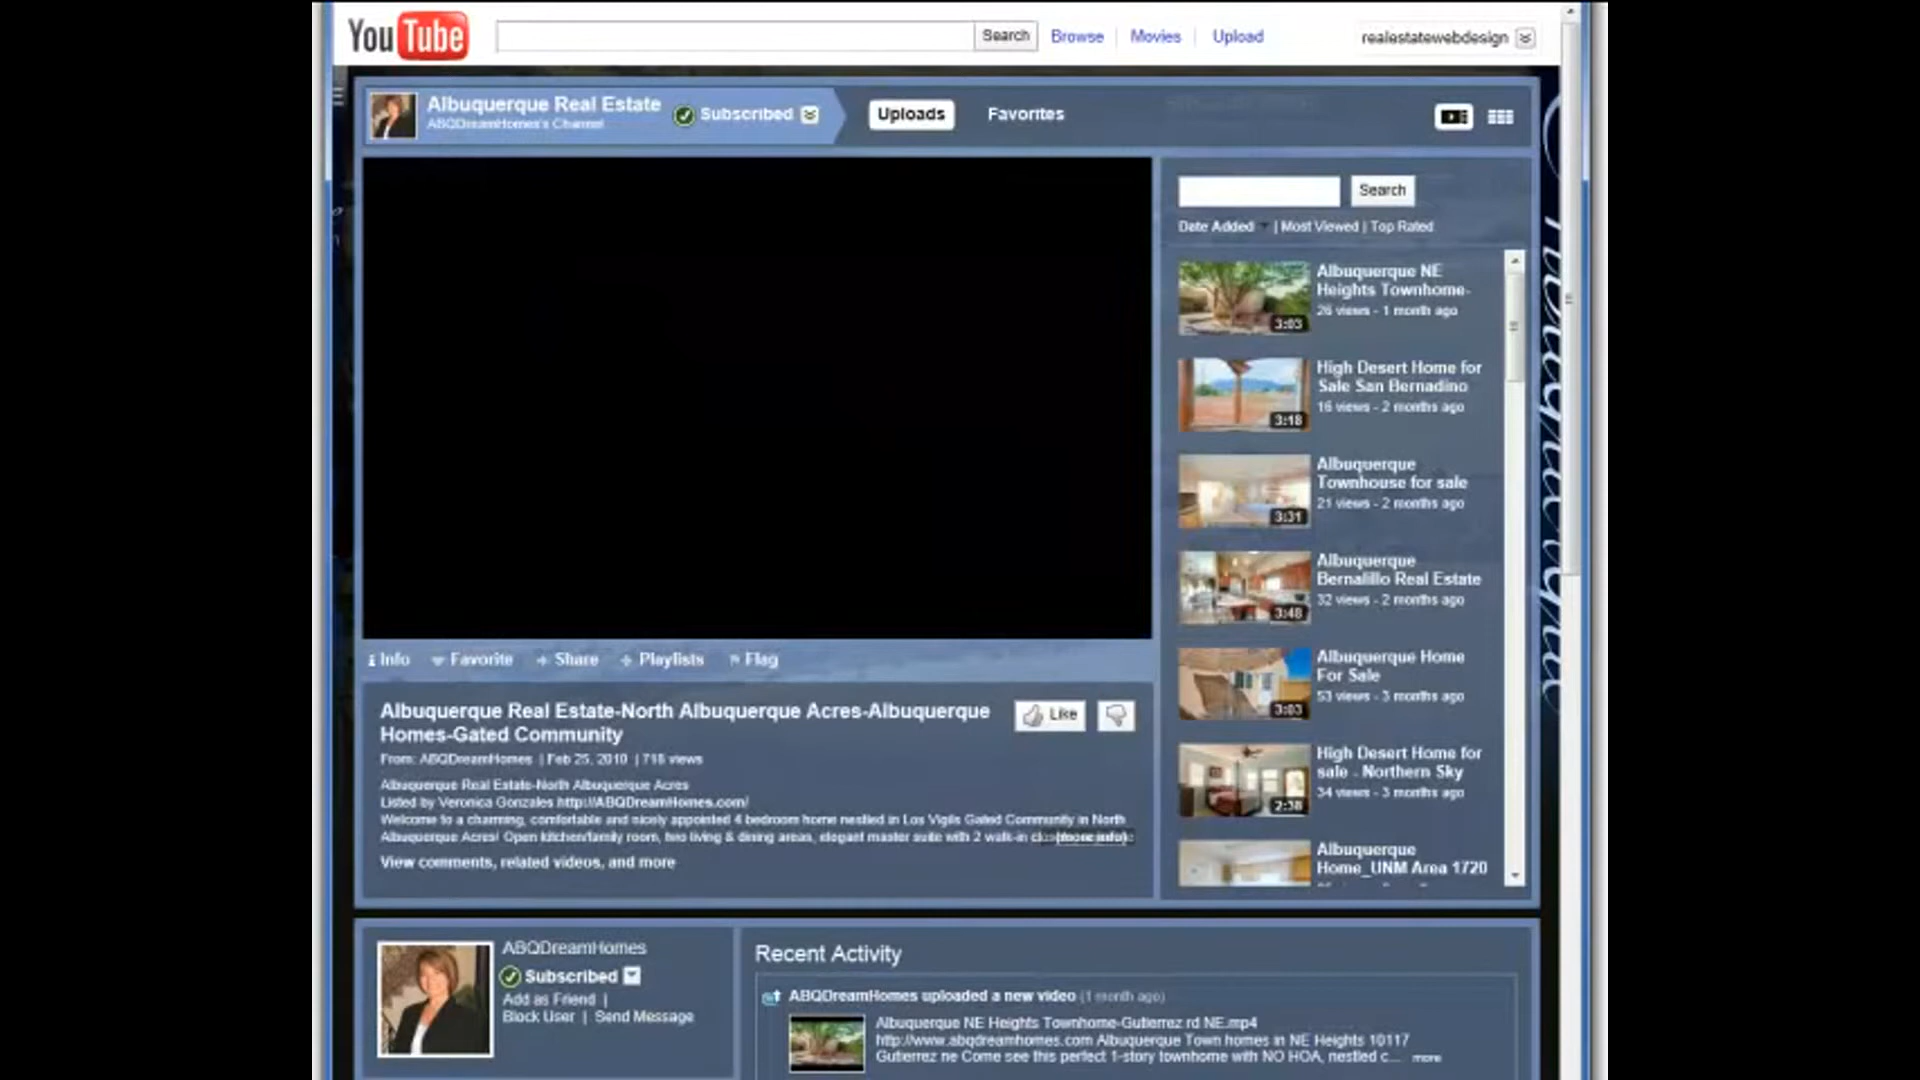 YouTube
Search
Browse
Movies
Upload
realestatewebdesign
Albuquerque Real Estate
ABQDreamHomes's Channel
Subscribed
Uploads
Favorites
Search
Date Added | Most Viewed | Top Rated
Albuquerque NE
Heights Townhome-
26 views - 1 month ago
3:03
High Desert Home for
Sale San Bernadino
16 views - 2 months ago
3:18
Albuquerque
Townhouse for sale
21 views - 2 months ago
3:31
Albuquerque
Bernalillo Real Estate
32 views - 2 months ago
3:48
Albuquerque Home
For Sale
53 views - 3 months ago
3:03
High Desert Home for
sale - Northern Sky
34 views - 3 months ago
2:38
Albuquerque
Home_UNM Area 1720
Info
Favorite
Share
Playlists
Flag
Albuquerque Real Estate-North Albuquerque Acres-Albuquerque
Homes-Gated Community
Like
From: ABQDreamHomes | Feb 25, 2010 | 716 views
Albuquerque Real Estate-North Albuquerque Acres
Listed by Veronica Gonzales http://ABQDreamHomes.com/
Welcome to a charming, comfortable and nicely appointed 4 bedroom home nestled in Los Vigils Gated Community in North
Albuquerque Acres! Open kitchen/family room, two living & dining areas, elegant master suite with 2 walk-in (more info)
View comments, related videos, and more
ABQDreamHomes
Subscribed
Add as Friend |
Block User | Send Message
Recent Activity
ABQDreamHomes uploaded a new video (1 month ago)
Albuquerque NE Heights Townhome-Gutierrez rd NE.mp4
http://www.abqdreamhomes.com Albuquerque Town homes in NE Heights 10117
Gutierrez ne Come see this perfect 1-story townhome with NO HOA, nestled c... more